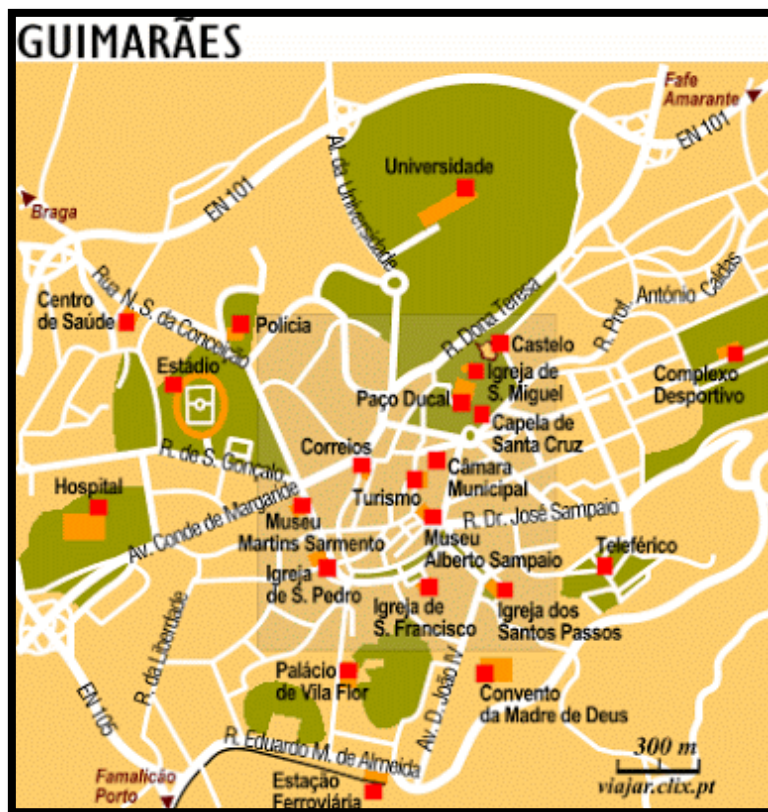 GUIMARÃES
Fafe
Amarante
EN 101
Universidade
Al. da Universidade
EN 101
Braga
Rua N. S. da Conceição
Centro
de Saúde
Polícia
R. Dona Teresa
R. Prof. António Caldas
Castelo
Estádio
Igreja de
S. Miguel
Complexo
Desportivo
Paço Ducal
Capela de
Santa Cruz
R. de S. Gonçalo
Correios
Câmara
Municipal
Turismo
Hospital
Av. Conde de Margaride
Museu
Martins Sarmento
R. Dr. José Sampaio
Museu
Alberto Sampaio
Teleférico
Igreja
de S. Pedro
Igreja de
S. Francisco
Igreja dos
Santos Passos
R. da Liberdade
Palácio
de Vila Flor
Av. D. João IV
Convento
da Madre de Deus
EN 105
R. Eduardo M. de Almeida
300 m
Famalicão
Porto
Estação
Ferroviária
viajar.clix.pt